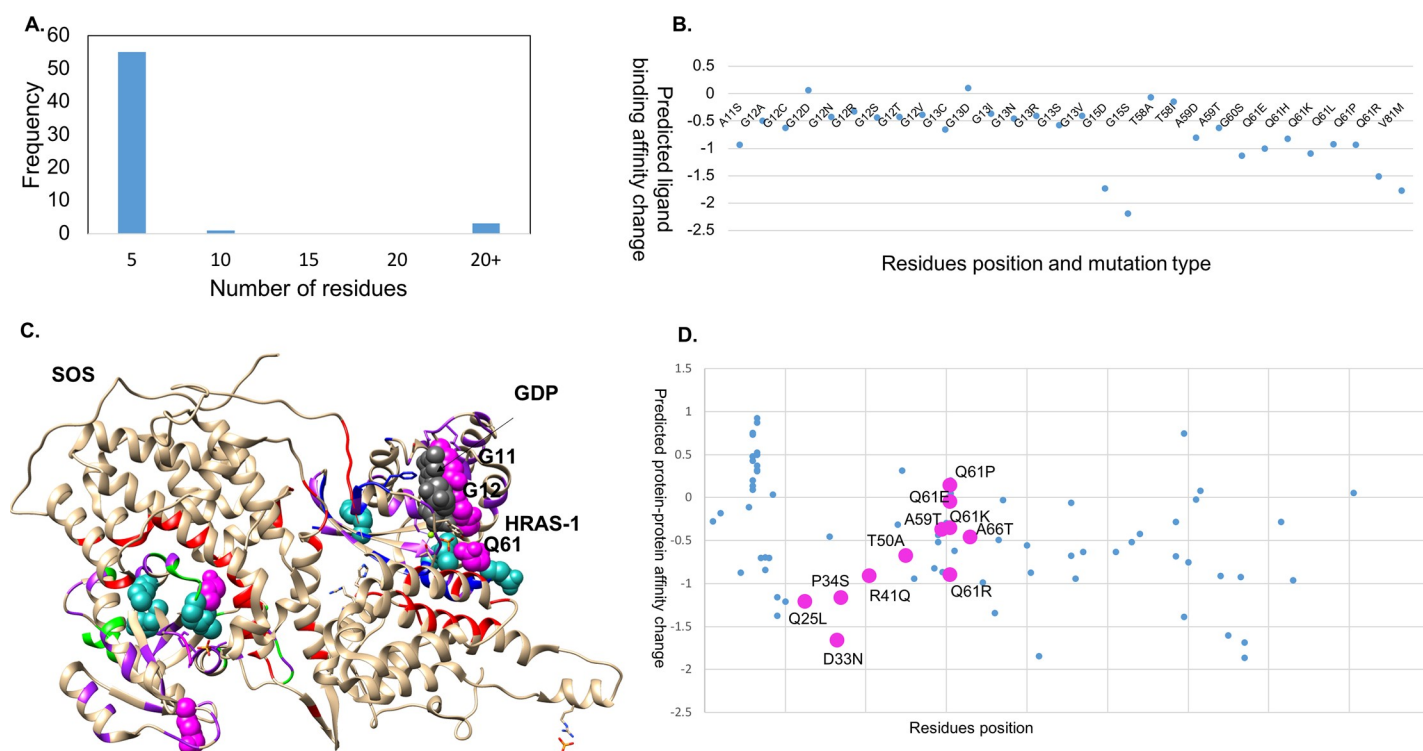 A.
60
50
40
30
20
10
0
Frequency
5 10 15 20 20+
Number of residues
B.
0.5
0
-0.5
-1
-1.5
-2
-2.5
Predicted ligand
binding affinity change
A11S G12A G12C G12D G12N G12R G12S G12T G12V G13C G13D G13I G13N G13R G13S G13V G15D G15S T58A T58I A59D A59T G60S Q61E Q61H Q61K Q61L Q61P Q61R V81M
Residues position and mutation type
C.
SOS
GDP
G11
G12
HRAS-1
Q61
D.
1.5
1
0.5
0
-0.5
-1
-1.5
-2
-2.5
Predicted protein-protein affinity change
Q61P
Q61E
A59T Q61K
A66T
T50A
P34S
R41Q
Q61R
Q25L
D33N
Residues position